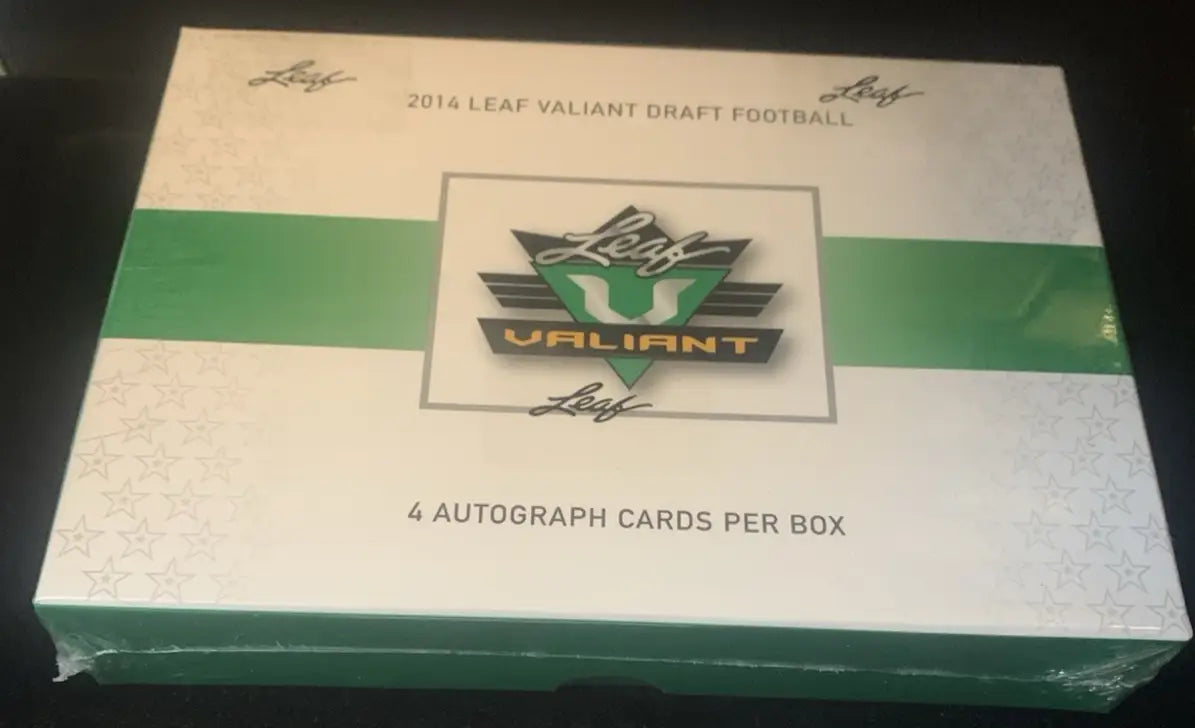 Leaf
Leaf
2014 LEAF VALIANT DRAFT FOOTBALL
Leaf
V
VALIANT
Leaf
4 AUTOGRAPH CARDS PER BOX